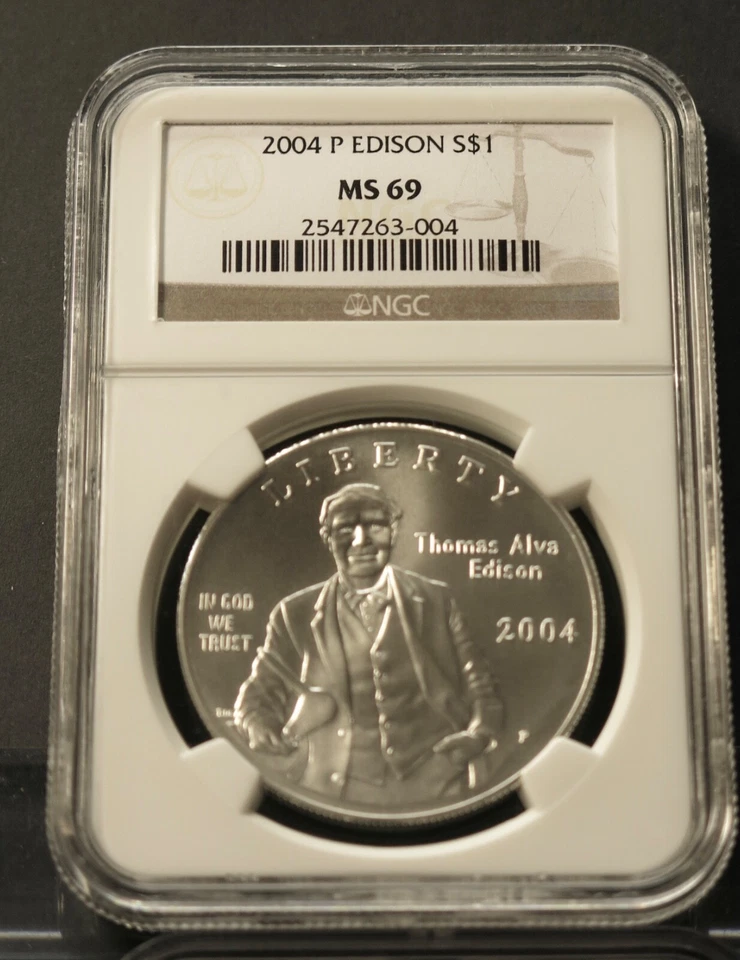 2004 P EDISON S$1
MS 69
2547263-004
NGC
LIBERTY
Thomas Alva
Edison
IN GOD
WE
TRUST
2004
P